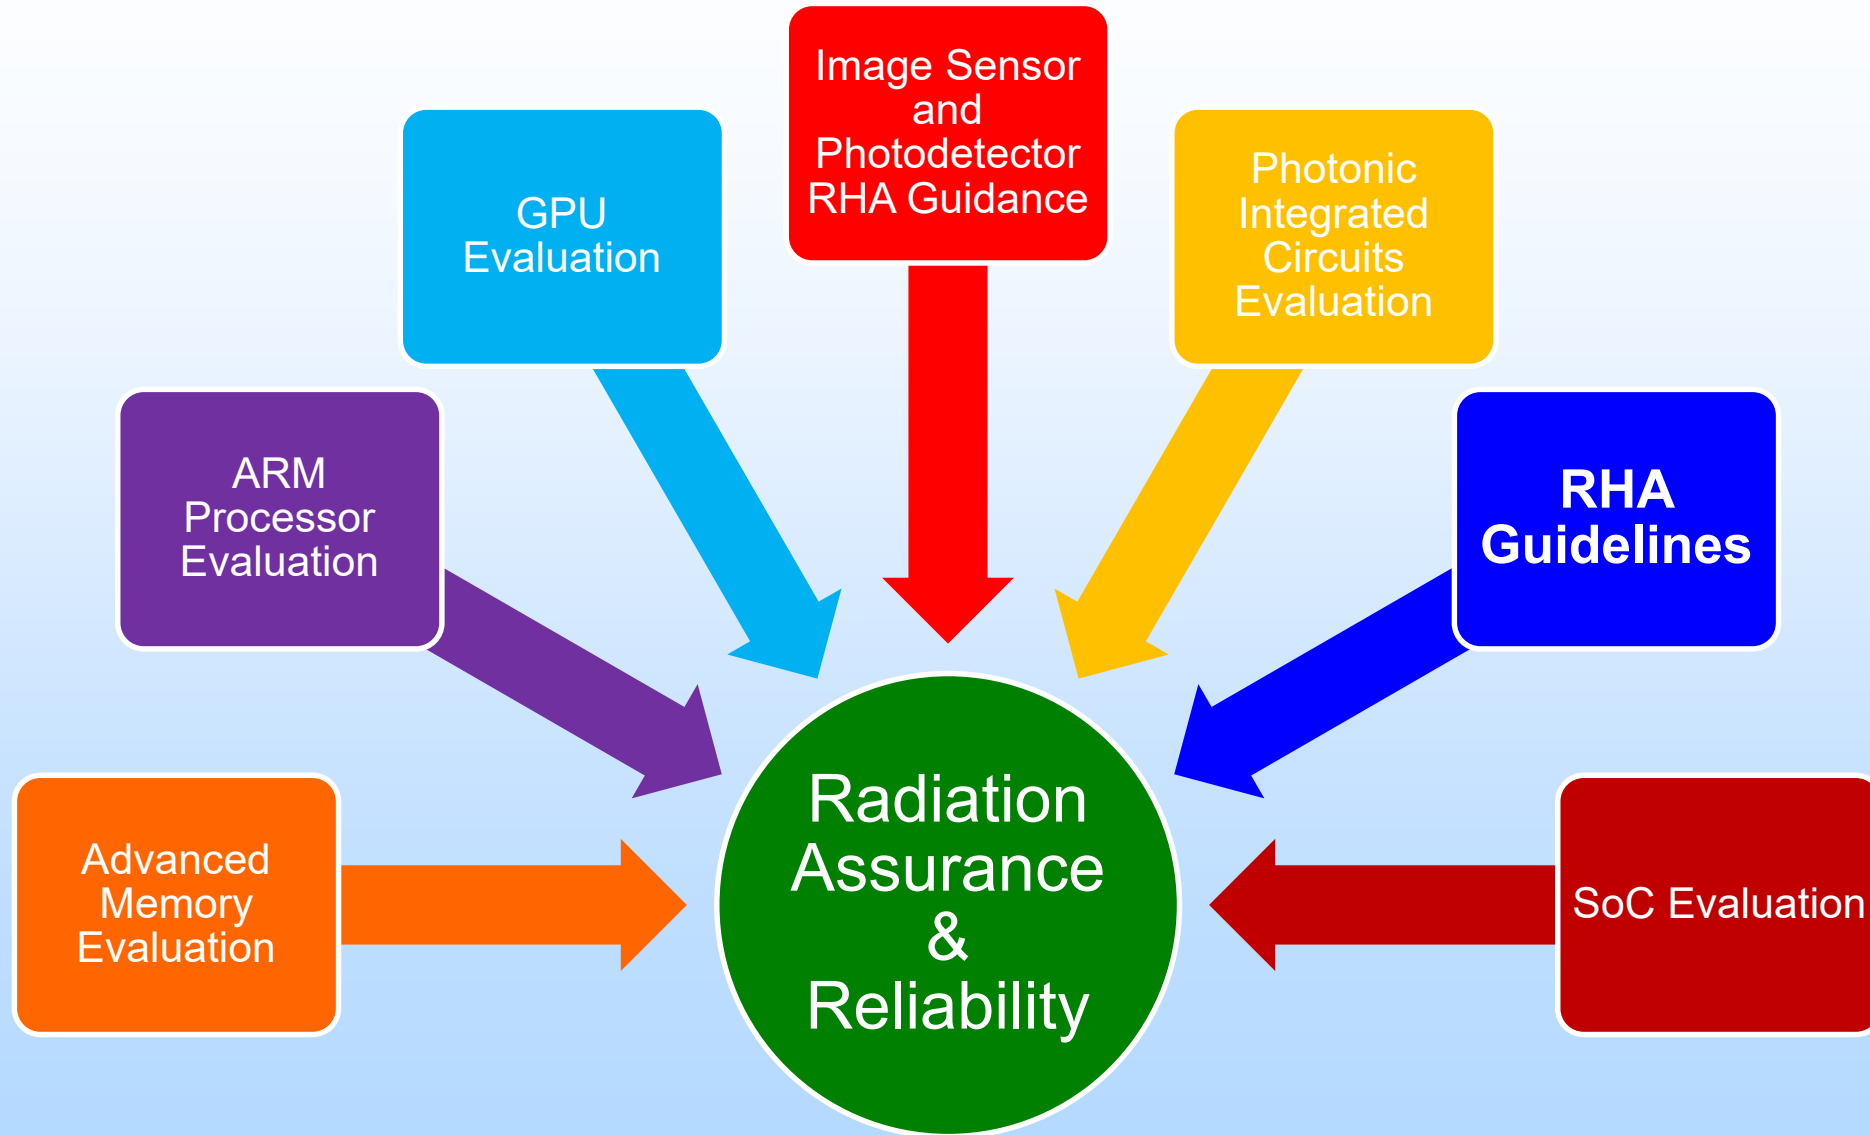 Image Sensor
and
Photodetector
RHA Guidance
GPU
Evaluation
Photonic
Integrated
Circuits
Evaluation
ARM
Processor
Evaluation
RHA
Guidelines
Advanced
Memory
Evaluation
Radiation
Assurance
&
Reliability
SoC Evaluation